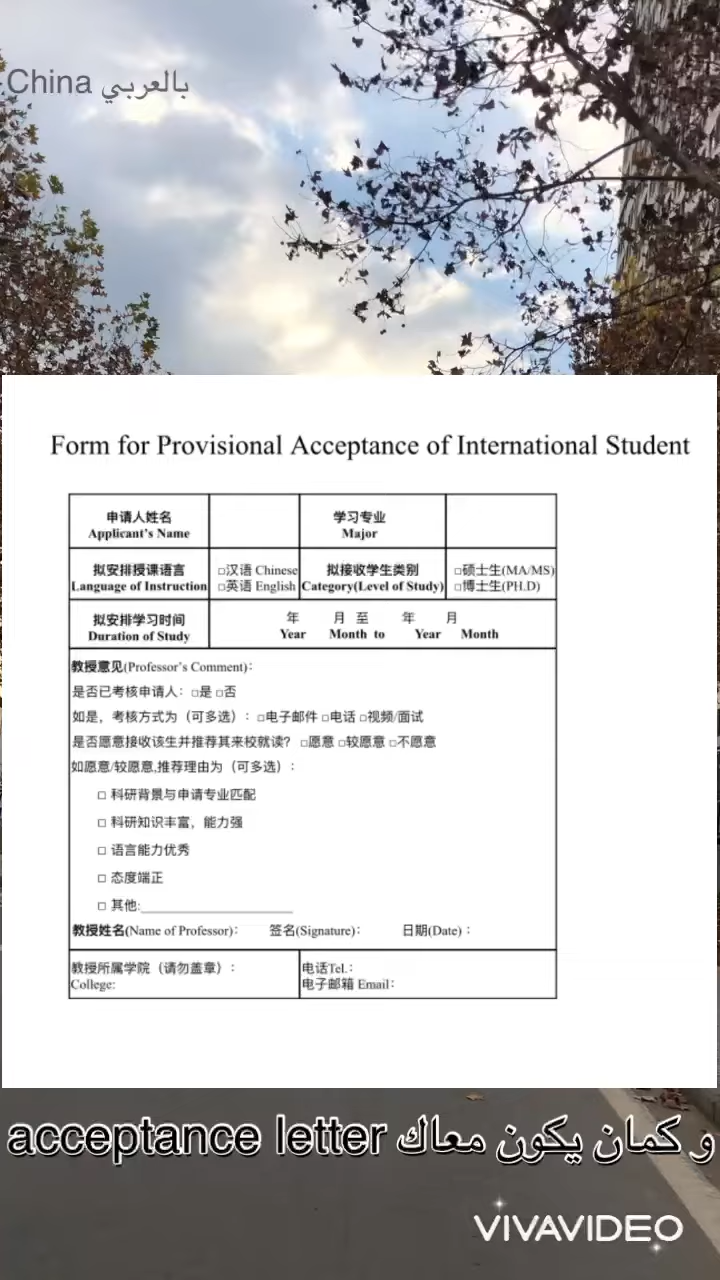 China بالعربي
Form for Provisional Acceptance of International Student
申请人姓名 学习专业
Applicant's Name Major
拟安排授课语言 □汉语 Chinese 拟接收学生类别 □硕士生(MA/MS)
Language of Instruction □英语 English Category(Level of Study) □博士生(PH.D)
拟安排学习时间 年 月 至 年 月
Duration of Study Year Month to Year Month
教授意见(Professor's Comment)：
是否已考核申请人：□是 □否
如是，考核方式为（可多选）：□电子邮件 □电话 □视频/面试
是否愿意接收该生并推荐其来校就读？ □愿意 □较愿意 □不愿意
如愿意/较愿意,推荐理由为（可多选）：
□ 科研背景与申请专业匹配
□ 科研知识丰富，能力强
□ 语言能力优秀
□ 态度端正
□ 其他:
教授姓名(Name of Professor)： 签名(Signature)： 日期(Date)：
教授所属学院（请勿盖章）： 电话Tel.：
College: 电子邮箱 Email：
و كمان يكون معاك acceptance letter
VIVAVIDEO